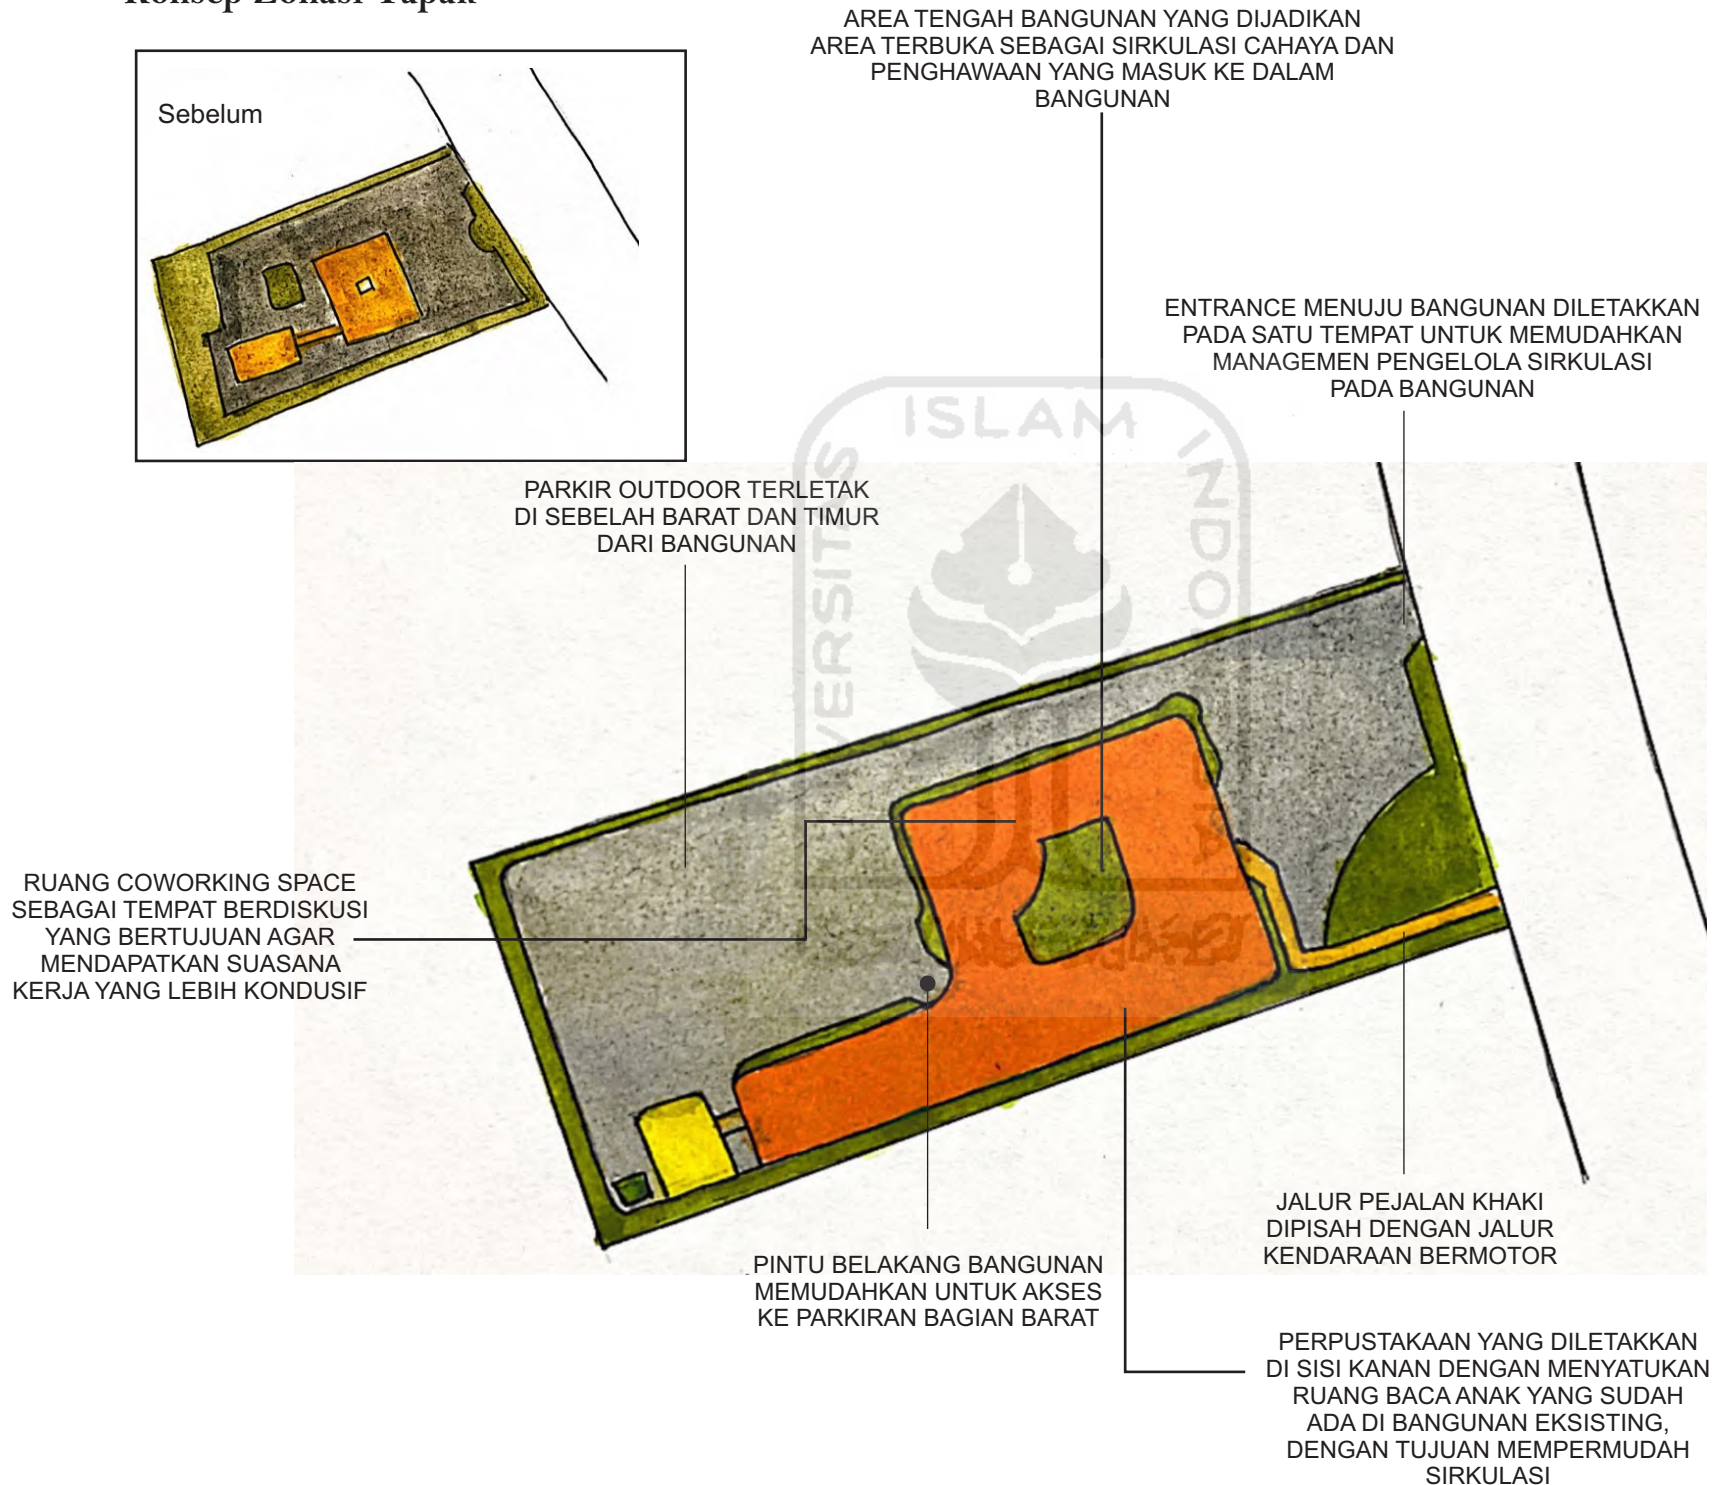 Konsep Zonasi Tapak
AREA TENGAH BANGUNAN YANG DIJADIKAN
AREA TERBUKA SEBAGAI SIRKULASI CAHAYA DAN
PENGHAWAAN YANG MASUK KE DALAM
BANGUNAN
Sebelum
ENTRANCE MENUJU BANGUNAN DILETAKKAN
PADA SATU TEMPAT UNTUK MEMUDAHKAN
MANAGEMEN PENGELOLA SIRKULASI
PADA BANGUNAN
ISLAM
PARKIR OUTDOOR TERLETAK
DI SEBELAH BARAT DAN TIMUR
DARI BANGUNAN
RUANG COWORKING SPACE
SEBAGAI TEMPAT BERDISKUSI
YANG BERTUJUAN AGAR
MENDAPATKAN SUASANA
KERJA YANG LEBIH KONDUSIF
JALUR PEJALAN KHAKI
DIPISAH DENGAN JALUR
KENDARAAN BERMOTOR
PINTU BELAKANG BANGUNAN
MEMUDAHKAN UNTUK AKSES
KE PARKIRAN BAGIAN BARAT
PERPUSTAKAAN YANG DILETAKKAN
DI SISI KANAN DENGAN MENYATUKAN
RUANG BACA ANAK YANG SUDAH
ADA DI BANGUNAN EKSISTING,
DENGAN TUJUAN MEMPERMUDAH
SIRKULASI